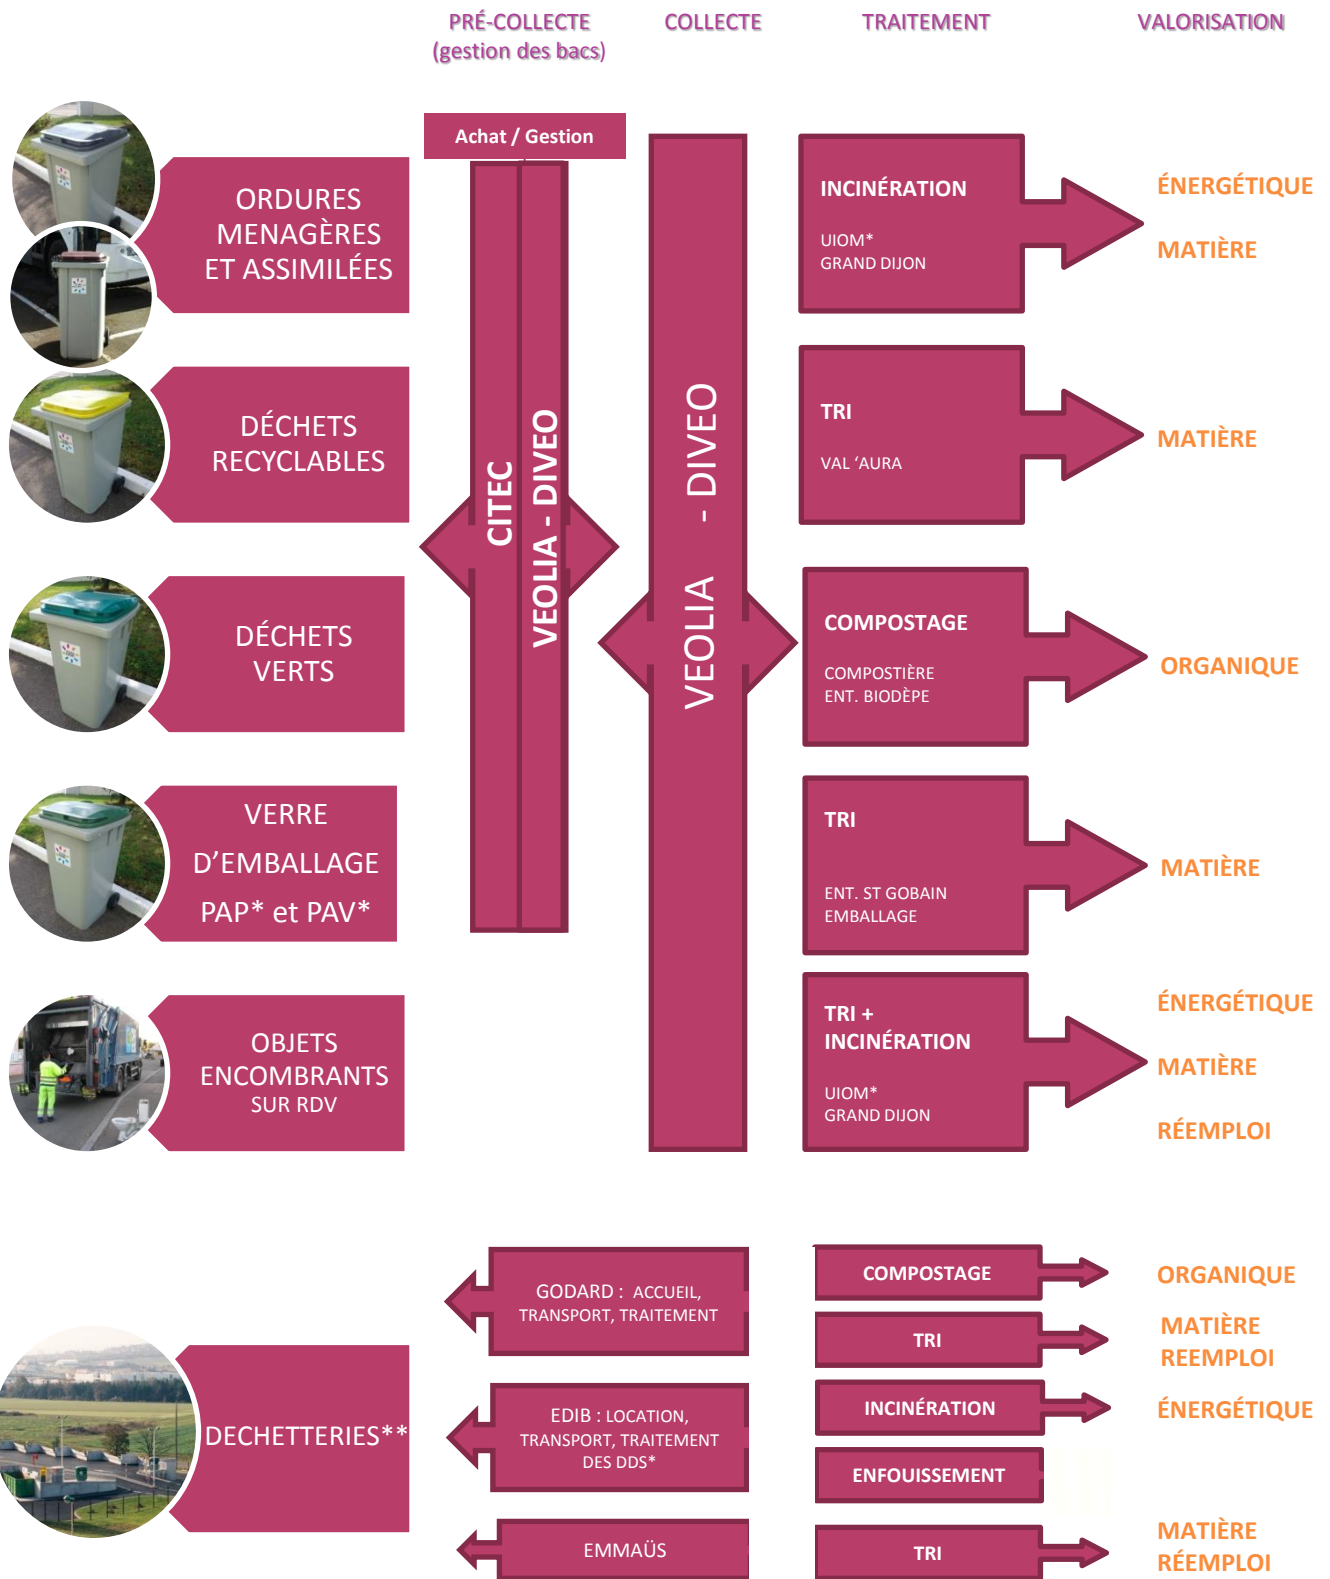 PRÉ-COLLECTE
(gestion des bacs)
COLLECTE
TRAITEMENT
VALORISATION
Achat / Gestion
ORDURES
MENAGÈRES
ET ASSIMILÉES
INCINÉRATION
UIOM*
GRAND DIJON
ÉNERGÉTIQUE
MATIÈRE
DÉCHETS
RECYCLABLES
CITEC
VEOLIA - DIVEO
VEOLIA - DIVEO
TRI
VAL ‘AURA
MATIÈRE
DÉCHETS
VERTS
COMPOSTAGE
COMPOSTIÈRE
ENT. BIODÈPE
ORGANIQUE
VERRE
D’EMBALLAGE
PAP* et PAV*
TRI
ENT. ST GOBAIN
EMBALLAGE
MATIÈRE
OBJETS
ENCOMBRANTS
SUR RDV
TRI +
INCINÉRATION
UIOM*
GRAND DIJON
ÉNERGÉTIQUE
MATIÈRE
RÉEMPLOI
DECHETTERIES**
GODARD : ACCUEIL,
TRANSPORT, TRAITEMENT
COMPOSTAGE
ORGANIQUE
TRI
MATIÈRE
REEMPLOI
EDIB : LOCATION,
TRANSPORT, TRAITEMENT
DES DDS*
INCINÉRATION
ÉNERGÉTIQUE
ENFOUISSEMENT
EMMAÜS
TRI
MATIÈRE
RÉEMPLOI